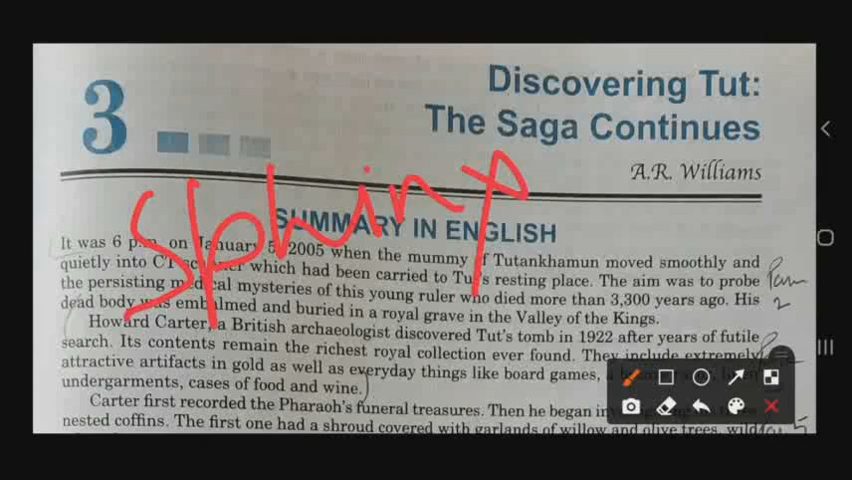 3
Discovering Tut:
The Saga Continues
A.R. Williams
Sphinx
SUMMARY IN ENGLISH
It was 6 p.m. on January 5, 2005 when the mummy of Tutankhamun moved smoothly and
quietly into CT scanner which had been carried to Tut's resting place. The aim was to probe
the persisting medical mysteries of this young ruler who died more than 3,300 years ago. His
dead body was embalmed and buried in a royal grave in the Valley of the Kings.
Howard Carter, a British archaeologist discovered Tut's tomb in 1922 after years of futile
search. Its contents remain the richest royal collection ever found. They include extremely
attractive artifacts in gold as well as everyday things like board games, a
undergarments, cases of food and wine.
Carter first recorded the Pharaoh's funeral treasures. Then he began
nested coffins. The first one had a shroud covered with garlands of willow and olive trees, wild